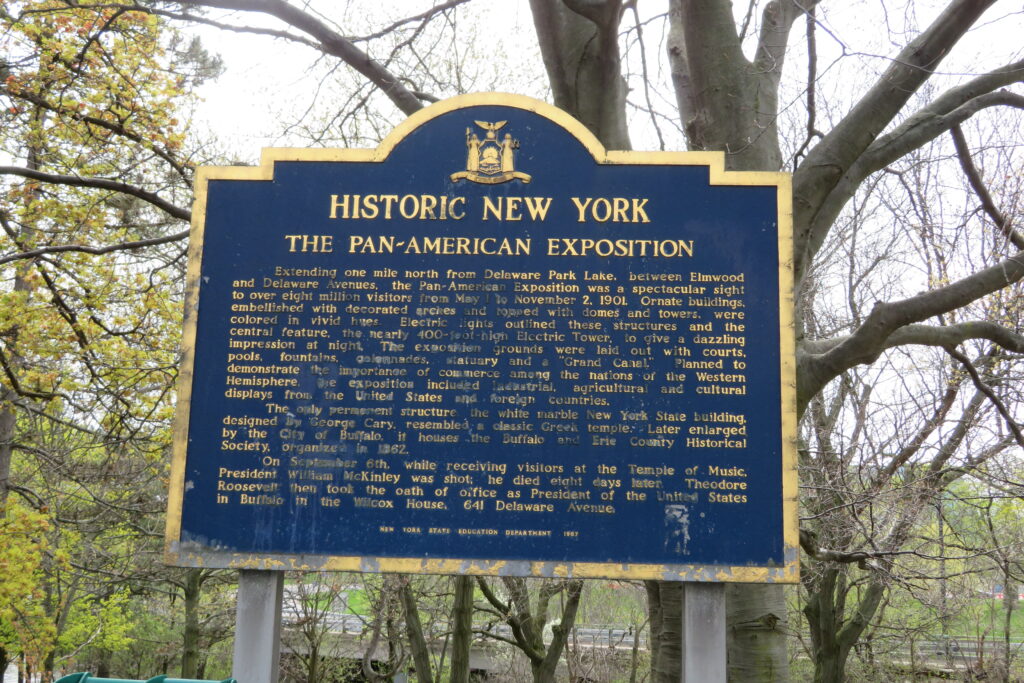 HISTORIC NEW YORK
THE PAN-AMERICAN EXPOSITION
Extending one mile north from Delaware Park Lake, between Elmwood
and Delaware Avenues, the Pan-American Exposition was a spectacular sight
to over eight million visitors from May 1 to November 2, 1901. Ornate buildings,
embellished with decorated arches and topped with domes and towers, were
colored in vivid hues. Electric lights outlined these structures and the
central feature, the nearly 400-foot-high Electric Tower, to give a dazzling
impression at night. The exposition grounds were laid out with courts,
pools, fountains, colonnades, statuary and a "Grand Canal." Planned to
demonstrate the importance of commerce among the nations of the Western
Hemisphere, the exposition included industrial, agricultural and cultural
displays from the United States and foreign countries.
The only permanent structure, the white marble New York State building,
designed by George Cary, resembled a classic Greek temple. Later enlarged
by the City of Buffalo, it houses the Buffalo and Erie County Historical
Society, organized in 1862.
On September 6th, while receiving visitors at the Temple of Music,
President William McKinley was shot; he died eight days later. Theodore
Roosevelt then took the oath of office as President of the United States
in Buffalo in the Wilcox House, 641 Delaware Avenue.
NEW YORK STATE EDUCATION DEPARTMENT 1967